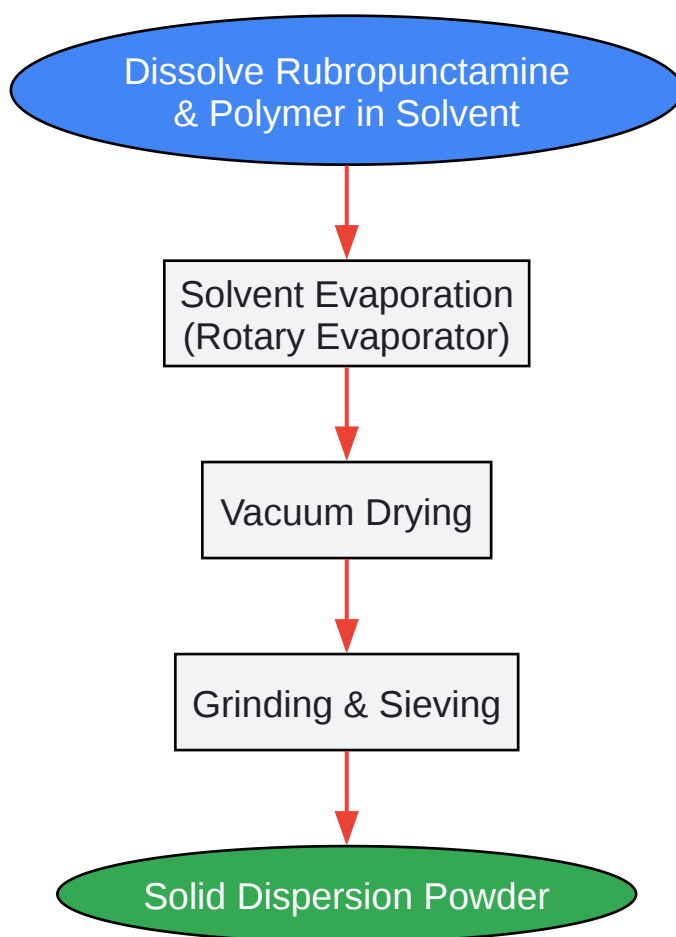 Dissolve Rubropunctamine
& Polymer in Solvent
Solvent Evaporation
(Rotary Evaporator)
Vacuum Drying
Grinding & Sieving
Solid Dispersion Powder